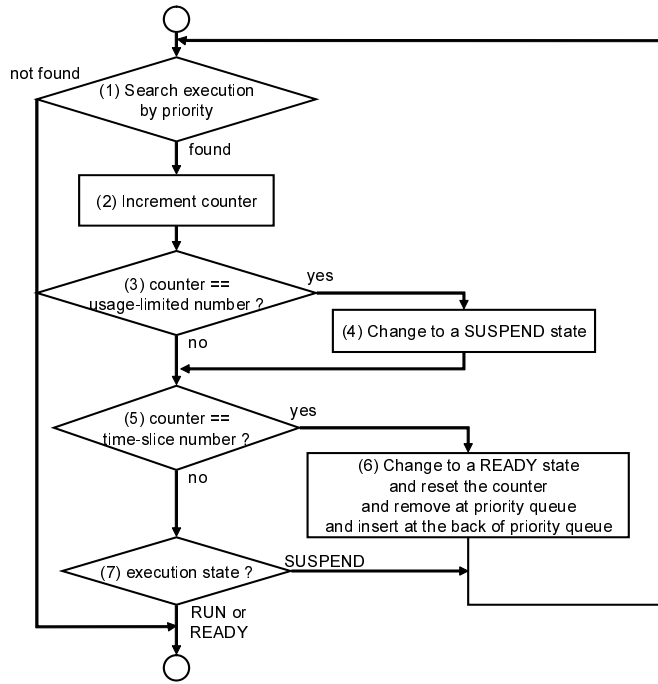 not found
(1) Search execution
by priority
found
(2) Increment counter
(3) counter ==
usage-limited number ?
yes
(4) Change to a SUSPEND state
no
(5) counter ==
time-slice number ?
yes
(6) Change to a READY state
and reset the counter
and remove at priority queue
and insert at the back of priority queue
no
(7) execution state ?
SUSPEND
RUN or
READY